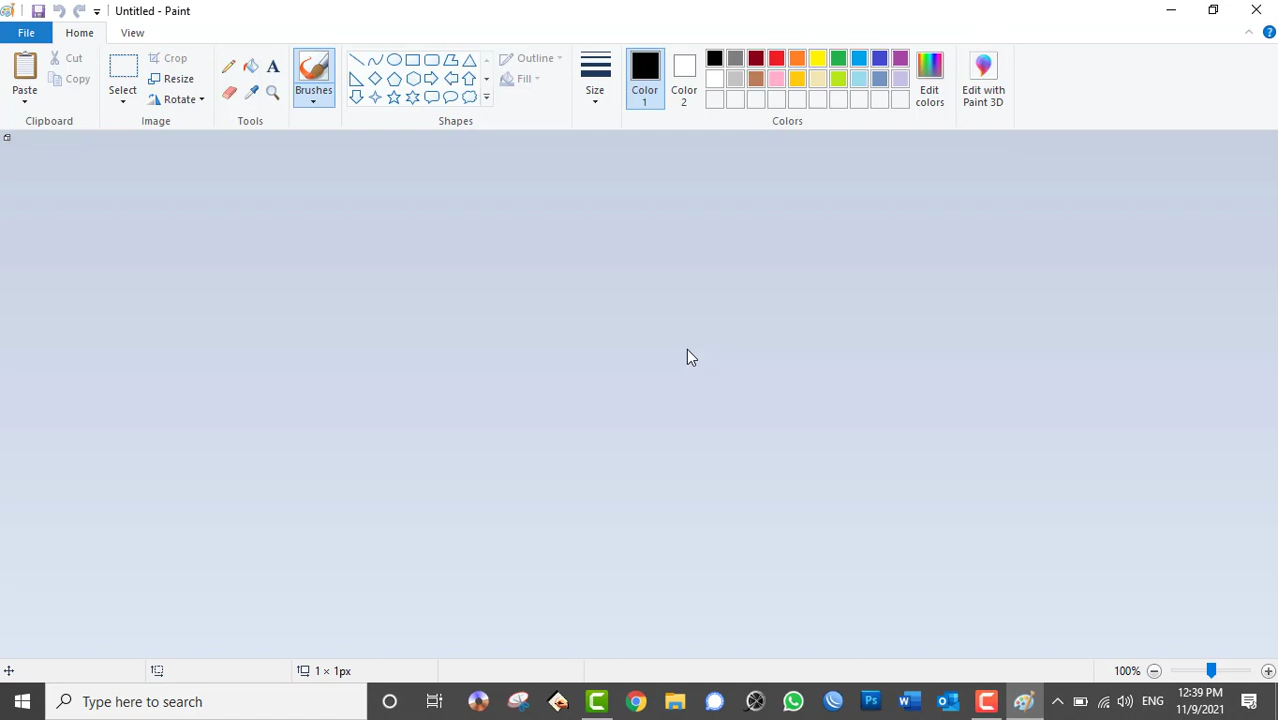 Untitled - Paint
File Home View
Paste
Cut
Copy
Clipboard
Select
Crop
Resize
Rotate
Image
A
Tools
Brushes
Shapes
Outline
Fill
Size
Color 1
Color 2
Colors
Edit colors
Edit with Paint 3D
1 × 1px
100%
Type here to search
Ps
ENG
12:39 PM
11/9/2021